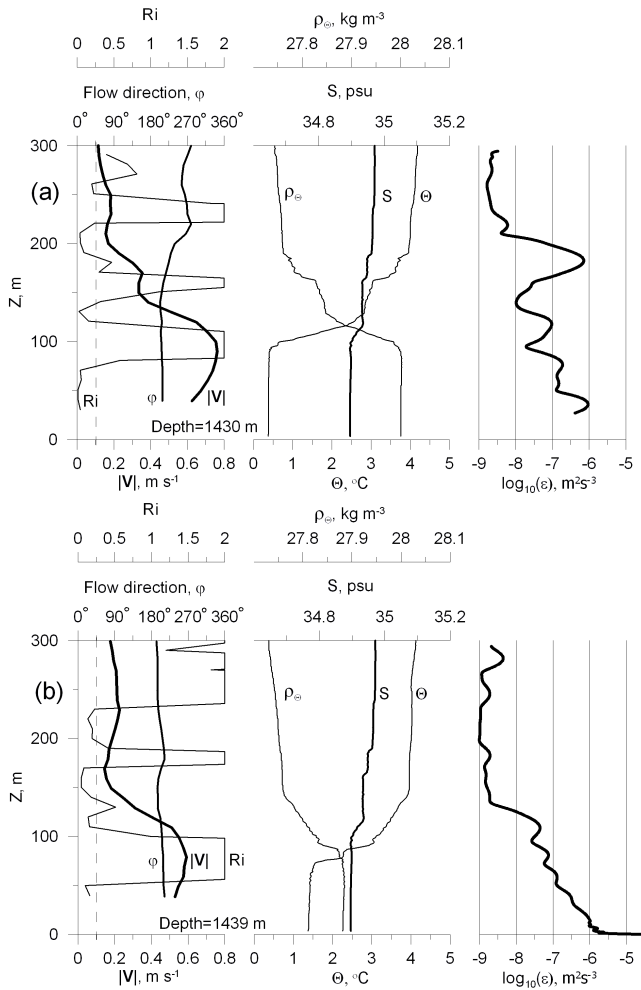 Ri
ρΘ, kg m-3
0 0.5 1 1.5 2
27.8 27.9 28 28.1
Flow direction, φ
S, psu
0° 90° 180° 270° 360°
34.8 35 35.2
300
200
100
0
Z, m
(a)
ρΘ
S
Θ
Ri
φ
|V|
Depth=1430 m
0 0.2 0.4 0.6 0.8
0 1 2 3 4 5
-9 -8 -7 -6 -5
|V|, m s-1
Θ, °C
log10(ε), m2s-3
Ri
ρΘ, kg m-3
0 0.5 1 1.5 2
27.8 27.9 28 28.1
Flow direction, φ
S, psu
0° 90° 180° 270° 360°
34.8 35 35.2
300
200
100
0
Z, m
(b)
ρΘ
S
Θ
φ
|V|
Ri
Depth=1439 m
0 0.2 0.4 0.6 0.8
0 1 2 3 4 5
-9 -8 -7 -6 -5
|V|, m s-1
Θ, °C
log10(ε), m2s-3